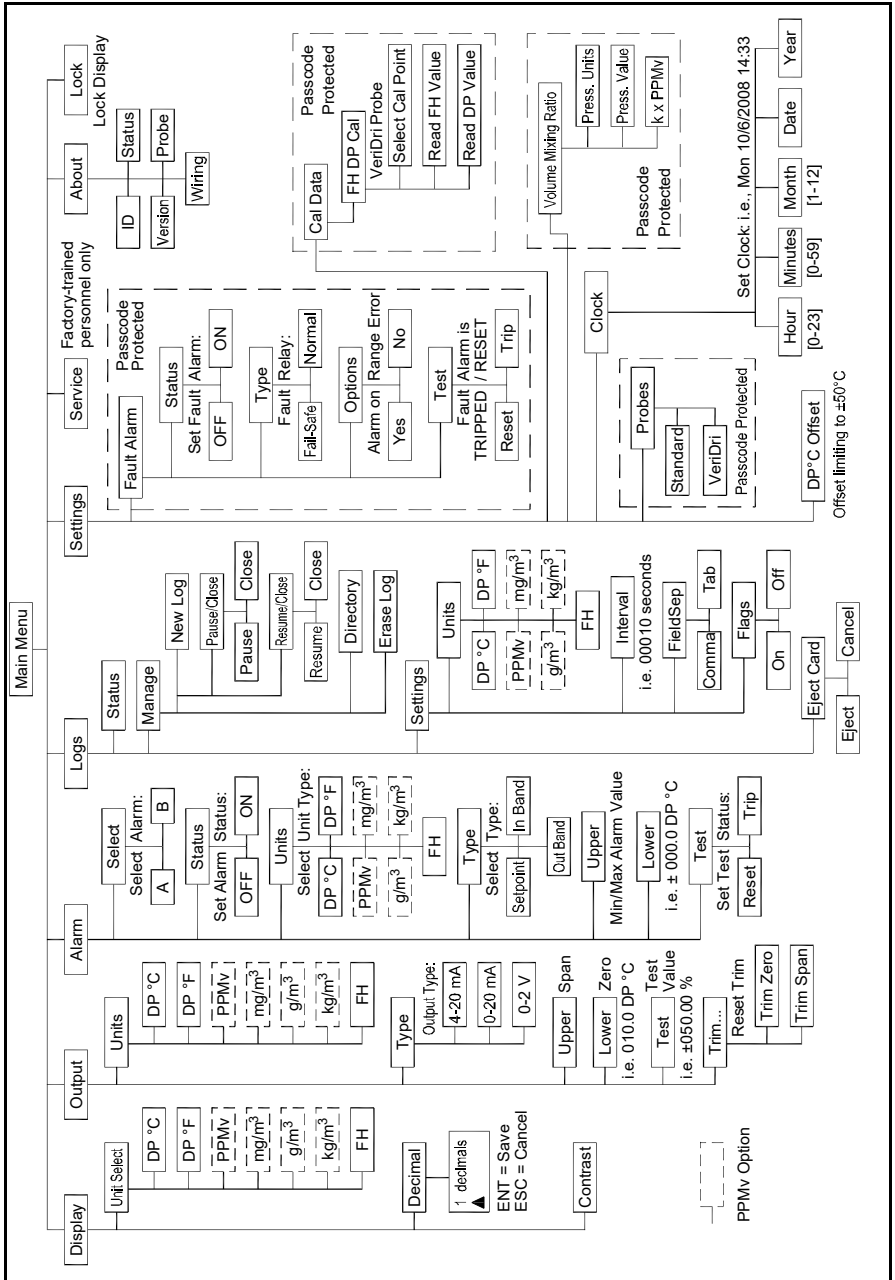 Main Menu
Display
Unit Select
DP °C
DP °F
PPMv
mg/m³
g/m³
kg/m³
FH
Decimal
1 decimals
ENT = Save
ESC = Cancel
Contrast
PPMv Option
Output
Units
DP °C
DP °F
PPMv
mg/m³
g/m³
kg/m³
FH
Type
Output Type:
4-20 mA
0-20 mA
0-2 V
Upper Span
Lower Zero
i.e. 010.0 DP °C
Test Test Value
i.e. ±050.00 %
Trim...
Reset Trim
Trim Zero
Trim Span
Alarm
Select
Select Alarm:
A B
Status
Set Alarm Status:
OFF ON
Units
Select Unit Type:
DP °C DP °F
PPMv mg/m³
g/m³ kg/m³
FH
Type
Select Type:
Setpoint In Band
Out Band
Upper
Min/Max Alarm Value
Lower
i.e. ± 000.0 DP °C
Test
Set Test Status:
Reset Trip
Logs
Status
Manage
New Log
Pause/Close
Pause Close
Resume/Close
Resume Close
Directory
Erase Log
Settings
Units
DP °C DP °F
PPMv mg/m³
g/m³ kg/m³
FH
Interval
i.e. 00010 seconds
FieldSep
Comma Tab
Flags
On Off
Eject Card
Eject Cancel
Settings
Fault Alarm
Passcode
Protected
Status
Set Fault Alarm:
OFF ON
Type
Fault Relay:
Fail-Safe Normal
Options
Alarm on Range Error
Yes No
Test
Fault Alarm is
TRIPPED / RESET
Reset Trip
Cal Data
Passcode
Protected
FH DP Cal
VeriDri Probe
Select Cal Point
Read FH Value
Read DP Value
Volume Mixing Ratio
Press. Units
Press. Value
k x PPMv
Passcode
Protected
Clock
Set Clock: i.e., Mon 10/6/2008 14:33
Hour Minutes Month Date Year
[0-23] [0-59] [1-12]
Probes
Standard
VeriDri
Passcode Protected
DP°C Offset
Offset limiting to ±50°C
Service
Factory-trained
personnel only
About
ID Status
Version Probe
Wiring
Lock
Lock Display